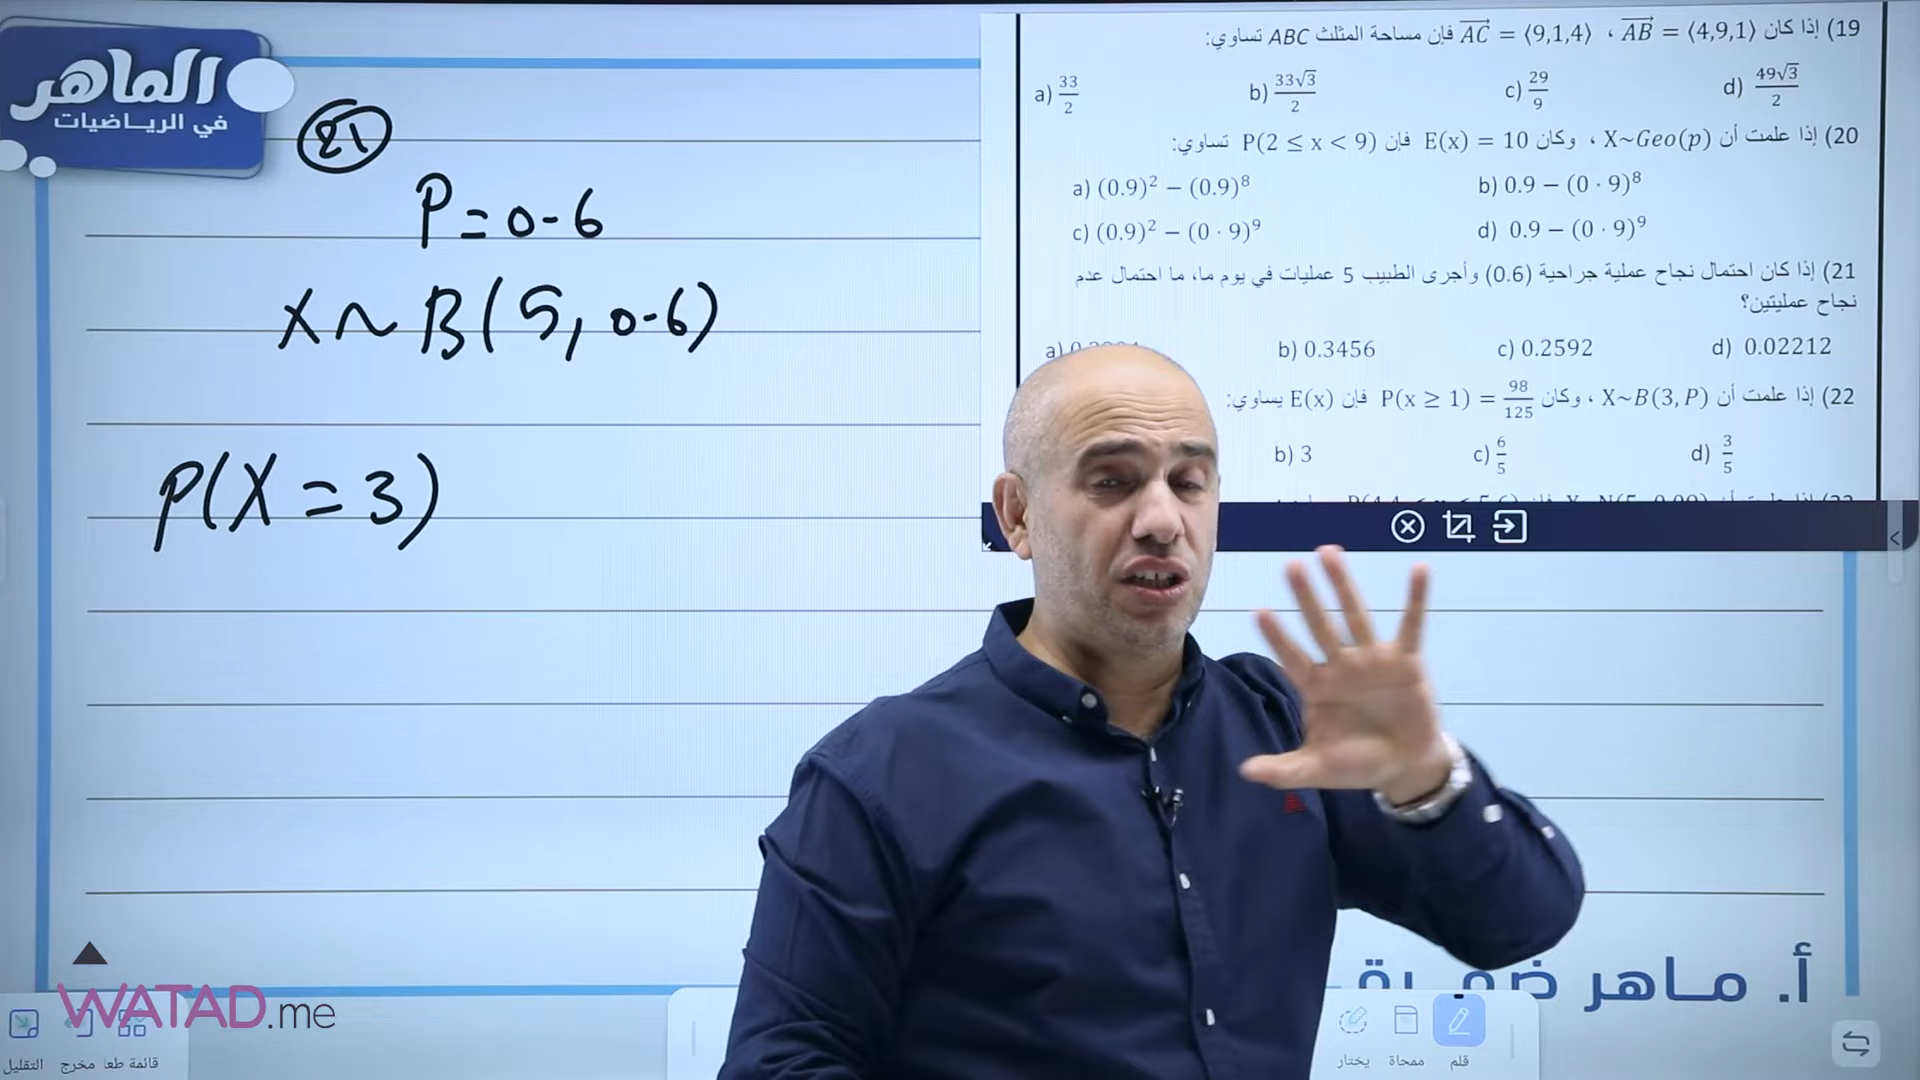 الماهر
في الرياضيات
21
P = 0.6
X ~ B(5, 0.6)
P(X = 3)
19) إذا كان AB = ⟨4,9,1⟩ ، AC = ⟨9,1,4⟩ فإن مساحة المثلث ABC تساوي:
a) 33/2 b) 33√3/2 c) 29/9 d) 49√3/2
20) إذا علمت أن X~Geo(p) ، وكان E(x) = 10 فإن P(2 ≤ x < 9) تساوي:
a) (0.9)² − (0.9)⁸ b) 0.9 − (0 · 9)⁸
c) (0.9)² − (0 · 9)⁹ d) 0.9 − (0 · 9)⁹
21) إذا كان احتمال نجاح عملية جراحية (0.6) وأجرى الطبيب 5 عمليات في يوم ما، ما احتمال عدم
نجاح عمليتين؟
a) b) 0.3456 c) 0.2592 d) 0.02212
22) إذا علمت أن X~B(3, P) ، وكان P(x ≥ 1) = 98/125 فإن E(x) يساوي:
b) 3 c) 6/5 d) 3/5
أ. ماهر
WATAD.me
التقليل
مخرج
قائمة طعا
يختار
ممحاة
قلم